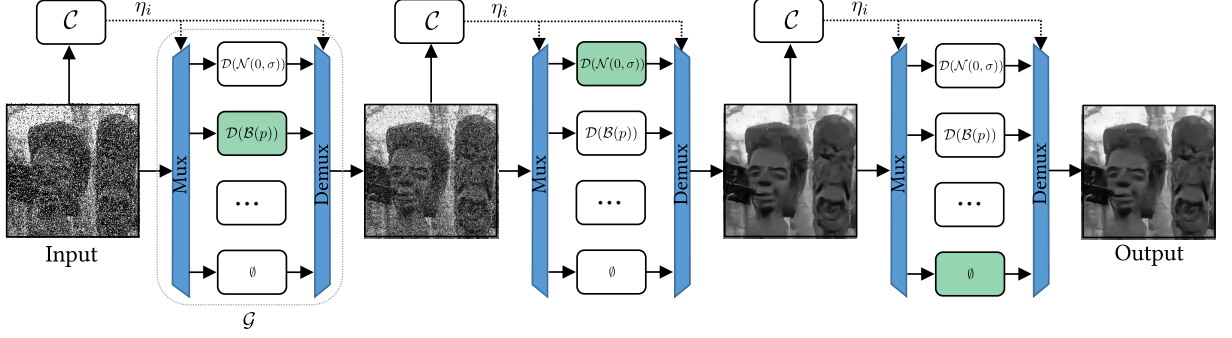 C
η_i
C
η_i
C
η_i
D(N(0, σ))
D(N(0, σ))
D(N(0, σ))
Mux
D(B(p))
Demux
Mux
D(B(p))
Demux
Mux
D(B(p))
Demux
...
...
...
Input
Output
∅
∅
∅
G